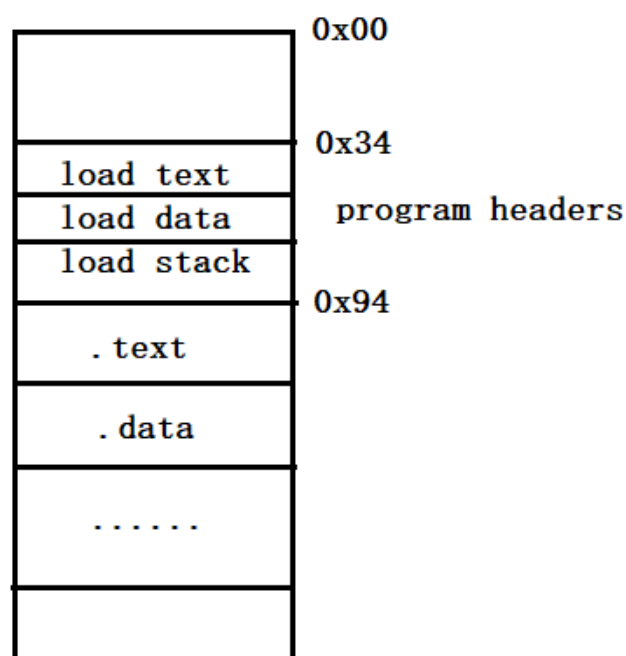 0x00
0x34
load text
load data
program headers
load stack
0x94
.text
.data
......